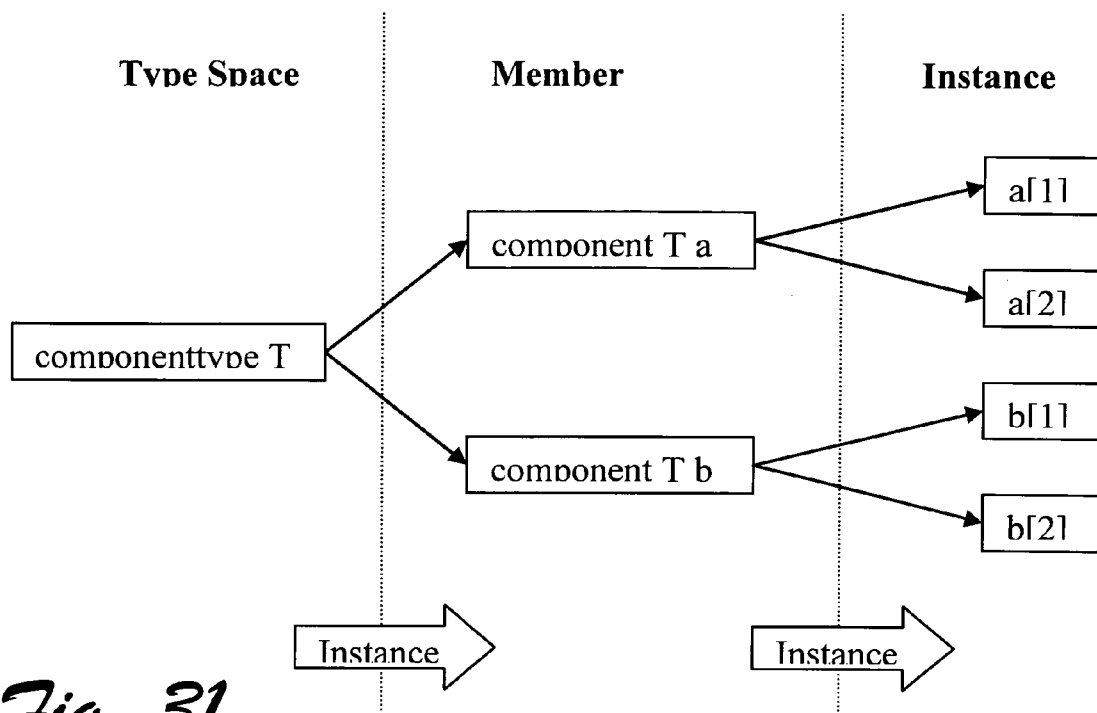 Type Space
Member
Instance
componenttype T
component T a
component T b
a[1]
a[2]
b[1]
b[2]
Instance
Instance
Fig. 31